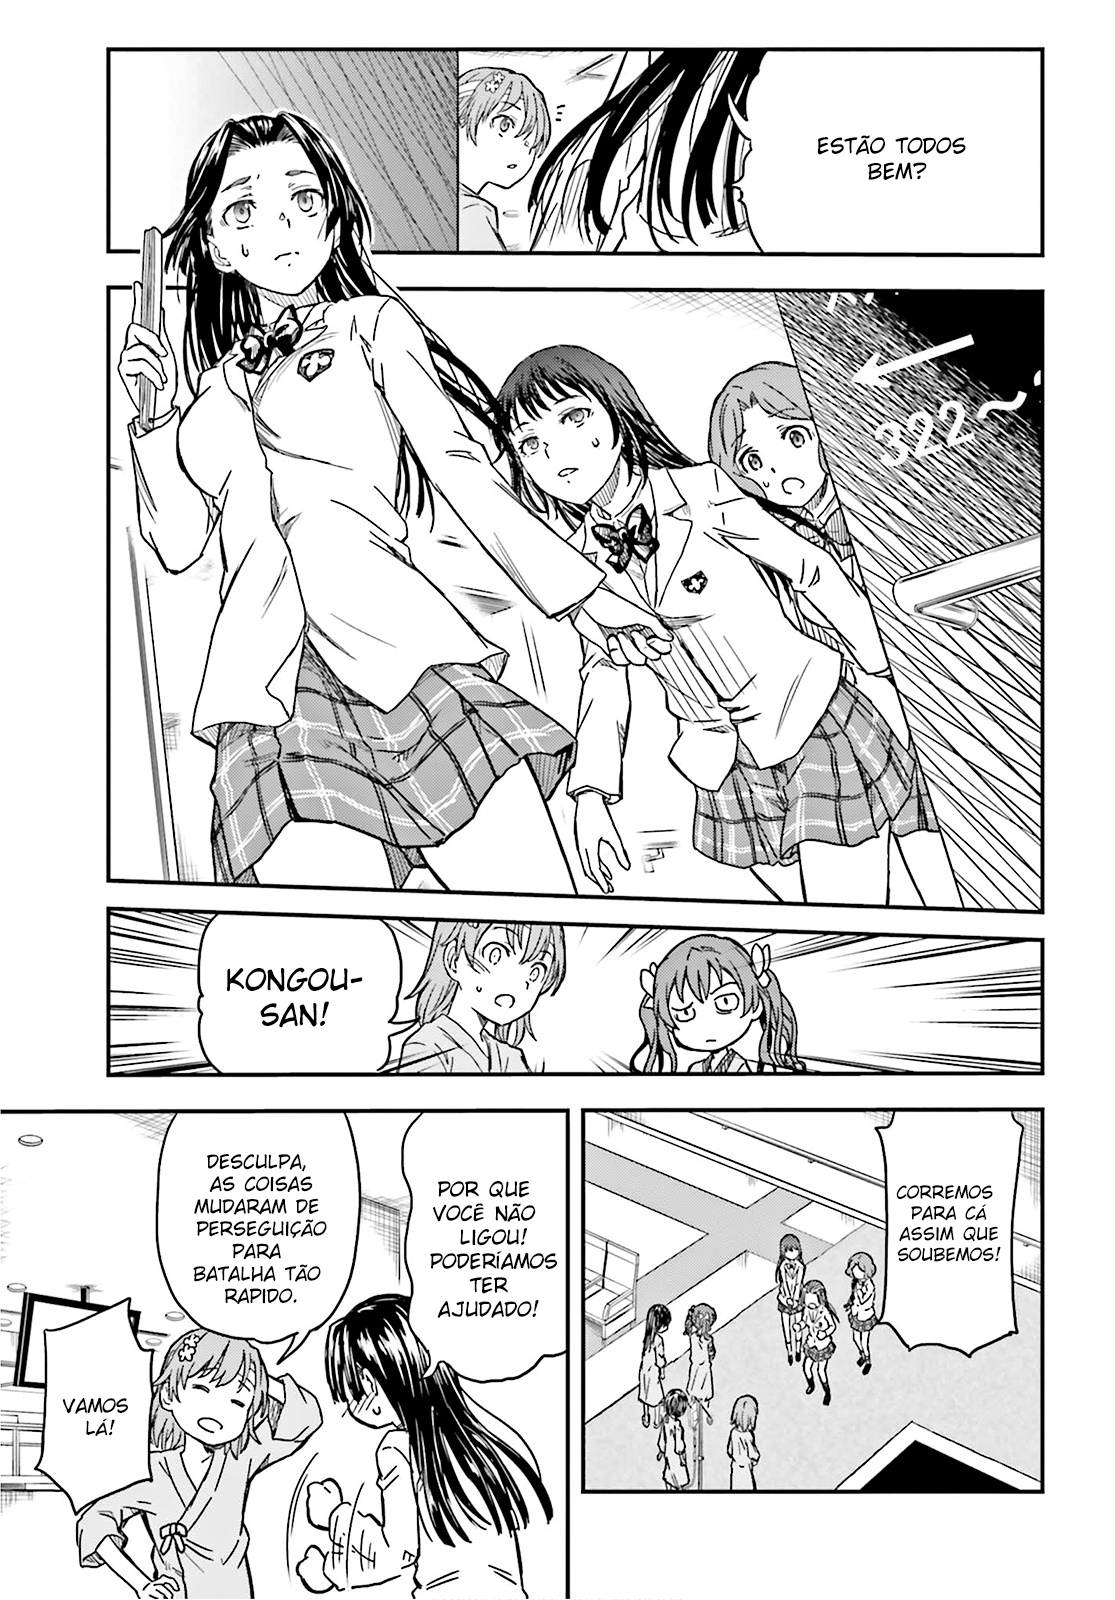 ESTÃO TODOS
BEM?
322~
KONGOU-
SAN!
CORREMOS
PARA CÁ
ASSIM QUE
SOUBEMOS!
POR QUE
VOCÊ NÃO
LIGOU!
PODERÍAMOS
TER
AJUDADO!
DESCULPA,
AS COISAS
MUDARAM DE
PERSEGUIÇÃO
PARA
BATALHA TÃO
RAPIDO.
VAMOS
LÁ!